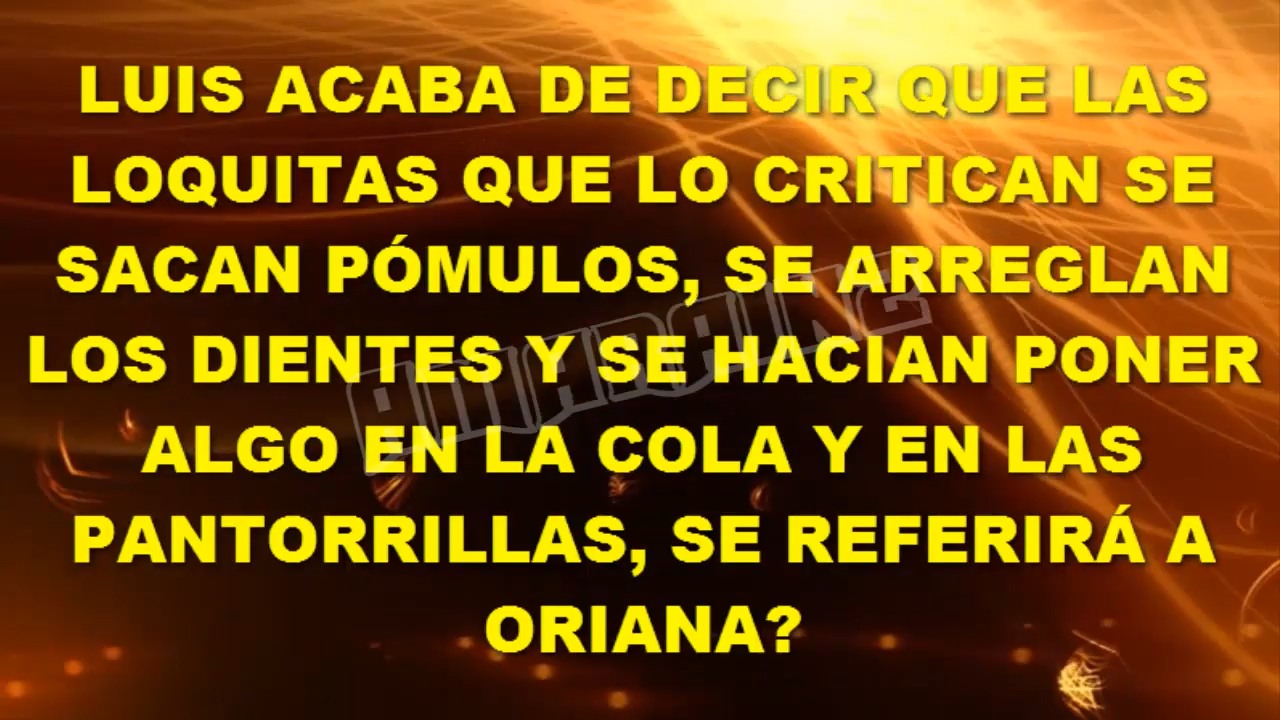 LUIS ACABA DE DECIR QUE LAS
LOQUITAS QUE LO CRITICAN SE
SACAN PÓMULOS, SE ARREGLAN
LOS DIENTES Y SE HACIAN PONER
ALGO EN LA COLA Y EN LAS
PANTORRILLAS, SE REFERIRÁ A
ORIANA?